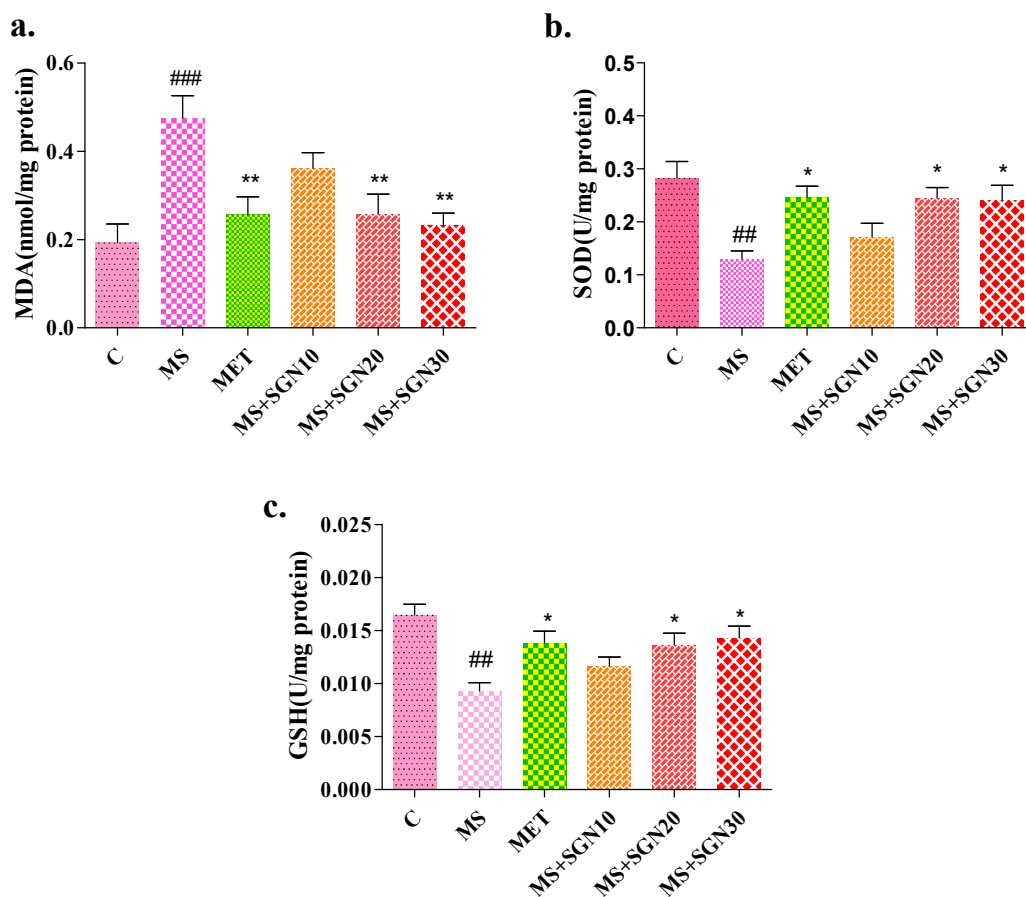 a.
MDA(nmol/mg protein)
0.6
0.4
0.2
0.0
###
**
**
**
C
MS
MET
MS+SGN10
MS+SGN20
MS+SGN30
b.
SOD(U/mg protein)
0.5
0.4
0.3
0.2
0.1
0.0
##
*
*
*
C
MS
MET
MS+SGN10
MS+SGN20
MS+SGN30
c.
GSH(U/mg protein)
0.025
0.020
0.015
0.010
0.005
0.000
##
*
*
*
C
MS
MET
MS+SGN10
MS+SGN20
MS+SGN30